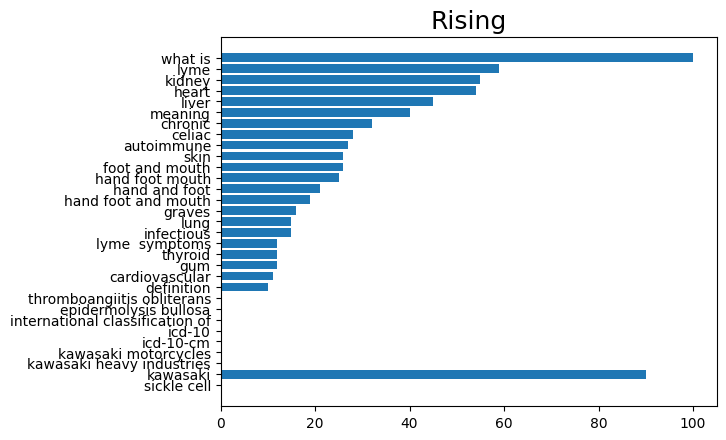 Rising
what is
lyme
kidney
heart
liver
meaning
chronic
celiac
autoimmune
skin
foot and mouth
hand foot mouth
hand and foot
hand foot and mouth
graves
lung
infectious
lyme  symptoms
thyroid
gum
cardiovascular
definition
thromboangiitis obliterans
epidermolysis bullosa
international classification of
icd-10
icd-10-cm
kawasaki motorcycles
kawasaki heavy industries
kawasaki
sickle cell
0 20 40 60 80 100